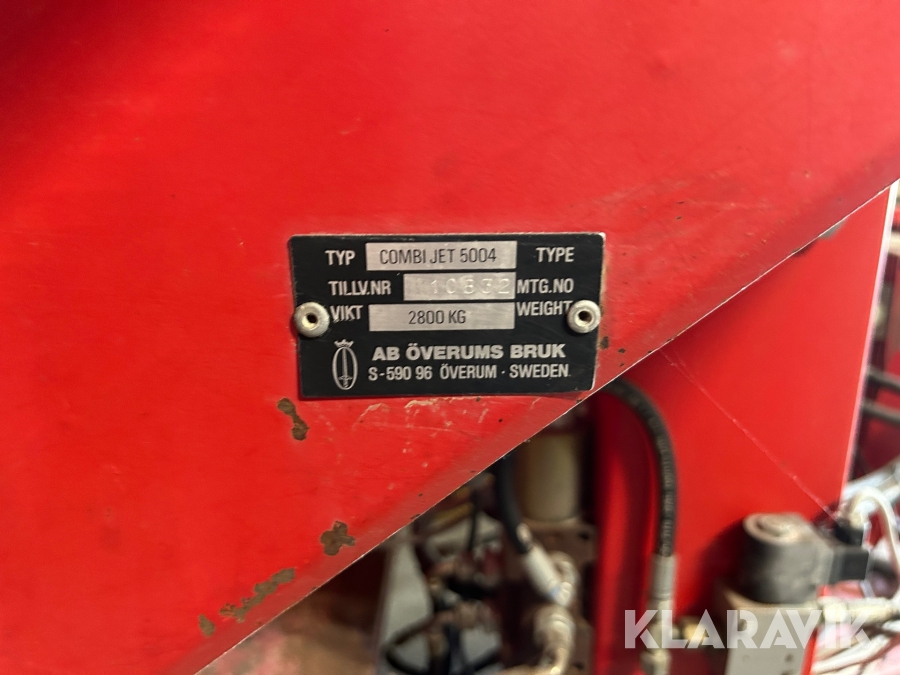 TYP COMBI JET 5004 TYPE
TILLV.NR MTG.NO
VIKT 2800 KG WEIGHT
AB ÖVERUMS BRUK
S-590 96 ÖVERUM - SWEDEN
KLARAVIK